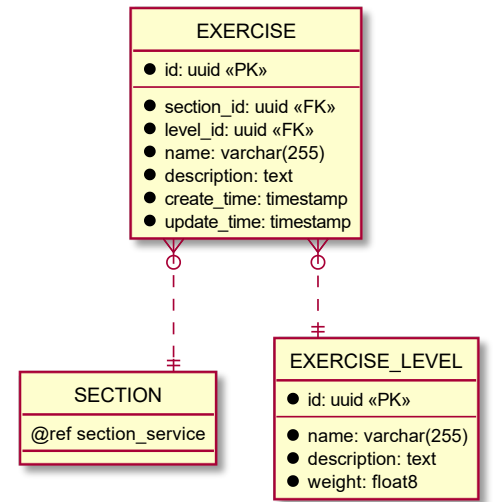 EXERCISE
id: uuid «PK»
section_id: uuid «FK»
level_id: uuid «FK»
name: varchar(255)
description: text
create_time: timestamp
update_time: timestamp
SECTION
@ref section_service
EXERCISE_LEVEL
id: uuid «PK»
name: varchar(255)
description: text
weight: float8